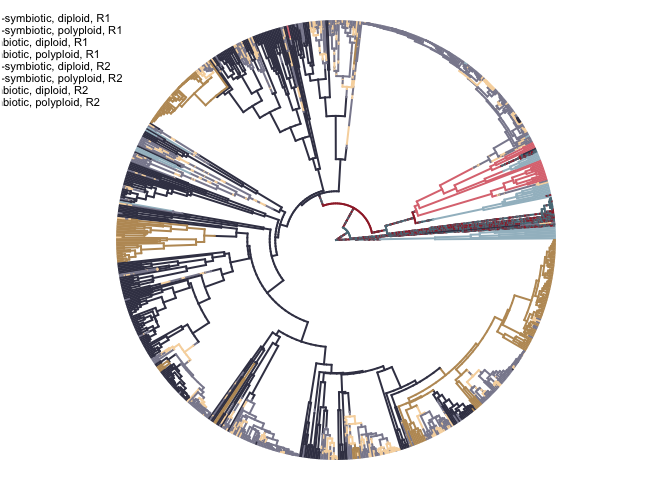 -symbiotic, diploid, R1
-symbiotic, polyploid, R1
biotic, diploid, R1
biotic, polyploid, R1
-symbiotic, diploid, R2
-symbiotic, polyploid, R2
biotic, diploid, R2
biotic, polyploid, R2